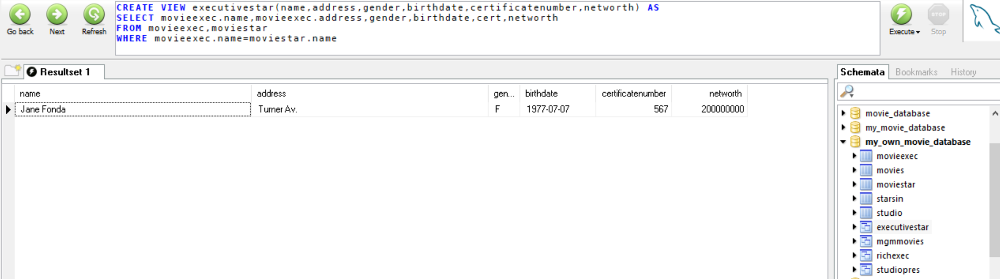 CREATE VIEW executivestar(name,address,gender,birthdate,certificatenumber,networth) AS
SELECT movieexec.name,movieexec.address,gender,birthdate,cert,networth
FROM movieexec,moviestar
WHERE movieexec.name=moviestar.name
Go back Next Refresh
Execute Stop
STOP
Resultset 1
Schemata Bookmarks History
name address gen... birthdate certificatenumber networth
Jane Fonda Turner Av. F 1977-07-07 567 200000000
movie_database
my_movie_database
my_own_movie_database
movieexec
movies
moviestar
starsin
studio
executivestar
mgmmovies
richexec
studiopres